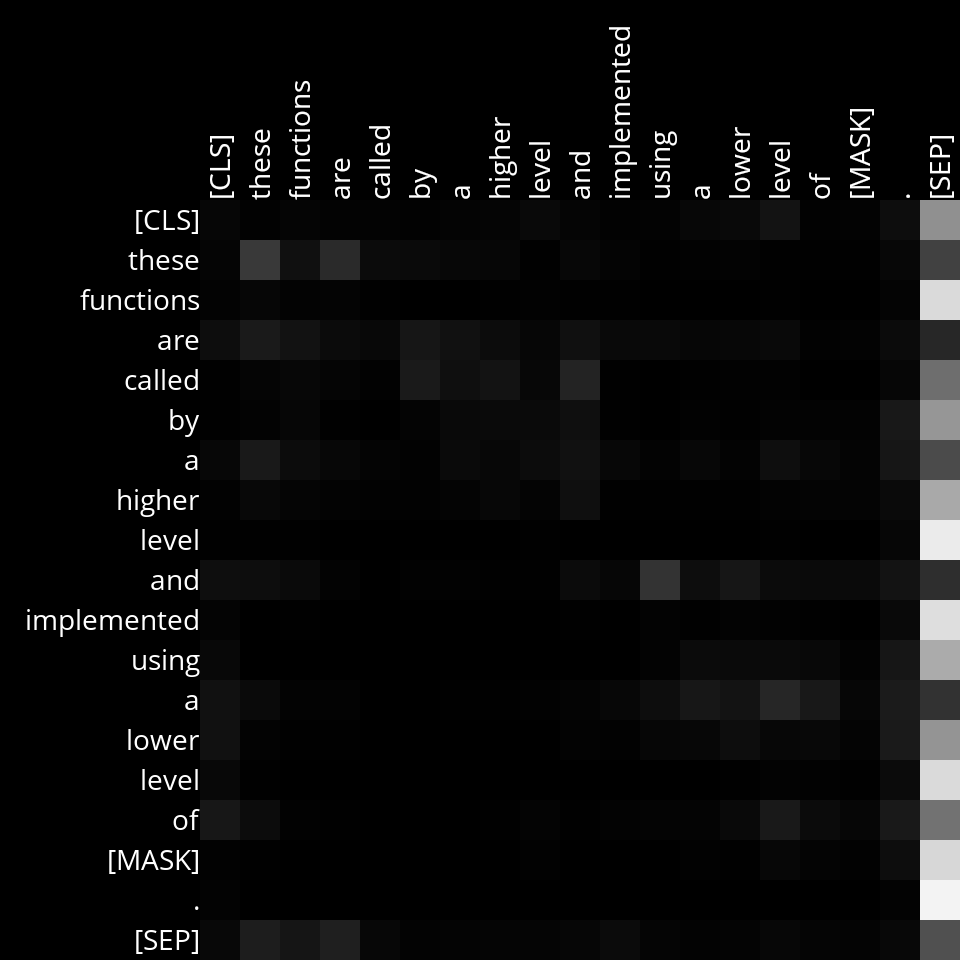 [CLS]
these
functions
are
called
by
a
higher
level
and
implemented
using
a
lower
level
of
[MASK]
.
[SEP]
[CLS]
these
functions
are
called
by
a
higher
level
and
implemented
using
a
lower
level
of
[MASK]
.
[SEP]